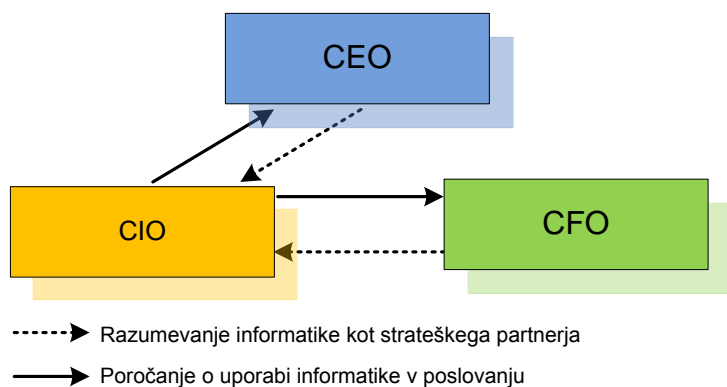 CEO
CIO
CFO
Razumevanje informatike kot strateškega partnerja
Poročanje o uporabi informatike v poslovanju